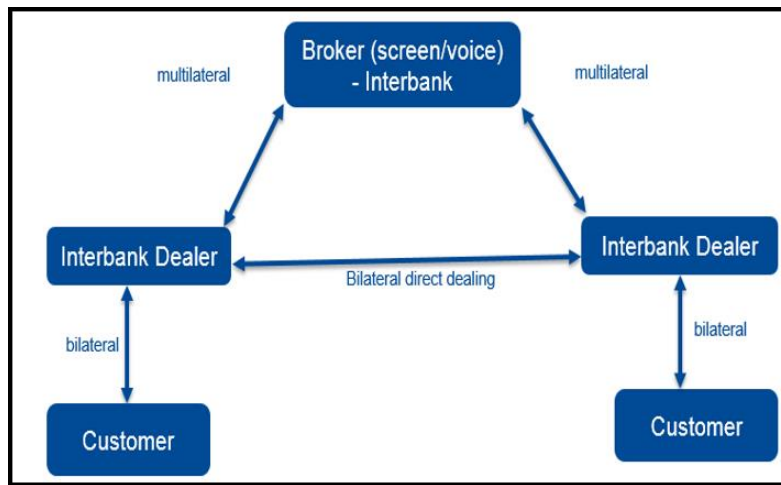 Broker (screen/voice)
- Interbank
multilateral
multilateral
Interbank Dealer
Interbank Dealer
Bilateral direct dealing
bilateral
bilateral
Customer
Customer